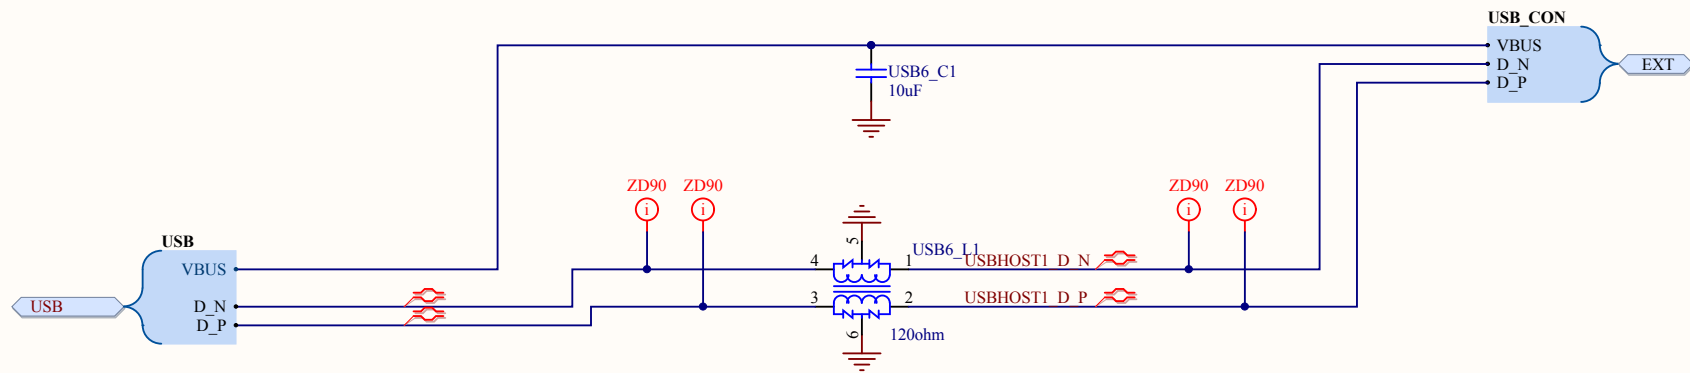 USB_CON
VBUS
D_N
D_P
EXT
USB6_C1
10uF
ZD90
i
ZD90
i
ZD90
i
ZD90
i
USB
VBUS
D_N
D_P
USB
5
4
3
1
2
6
USB6_L1
USBHOST1_D_N
USBHOST1_D_P
120ohm